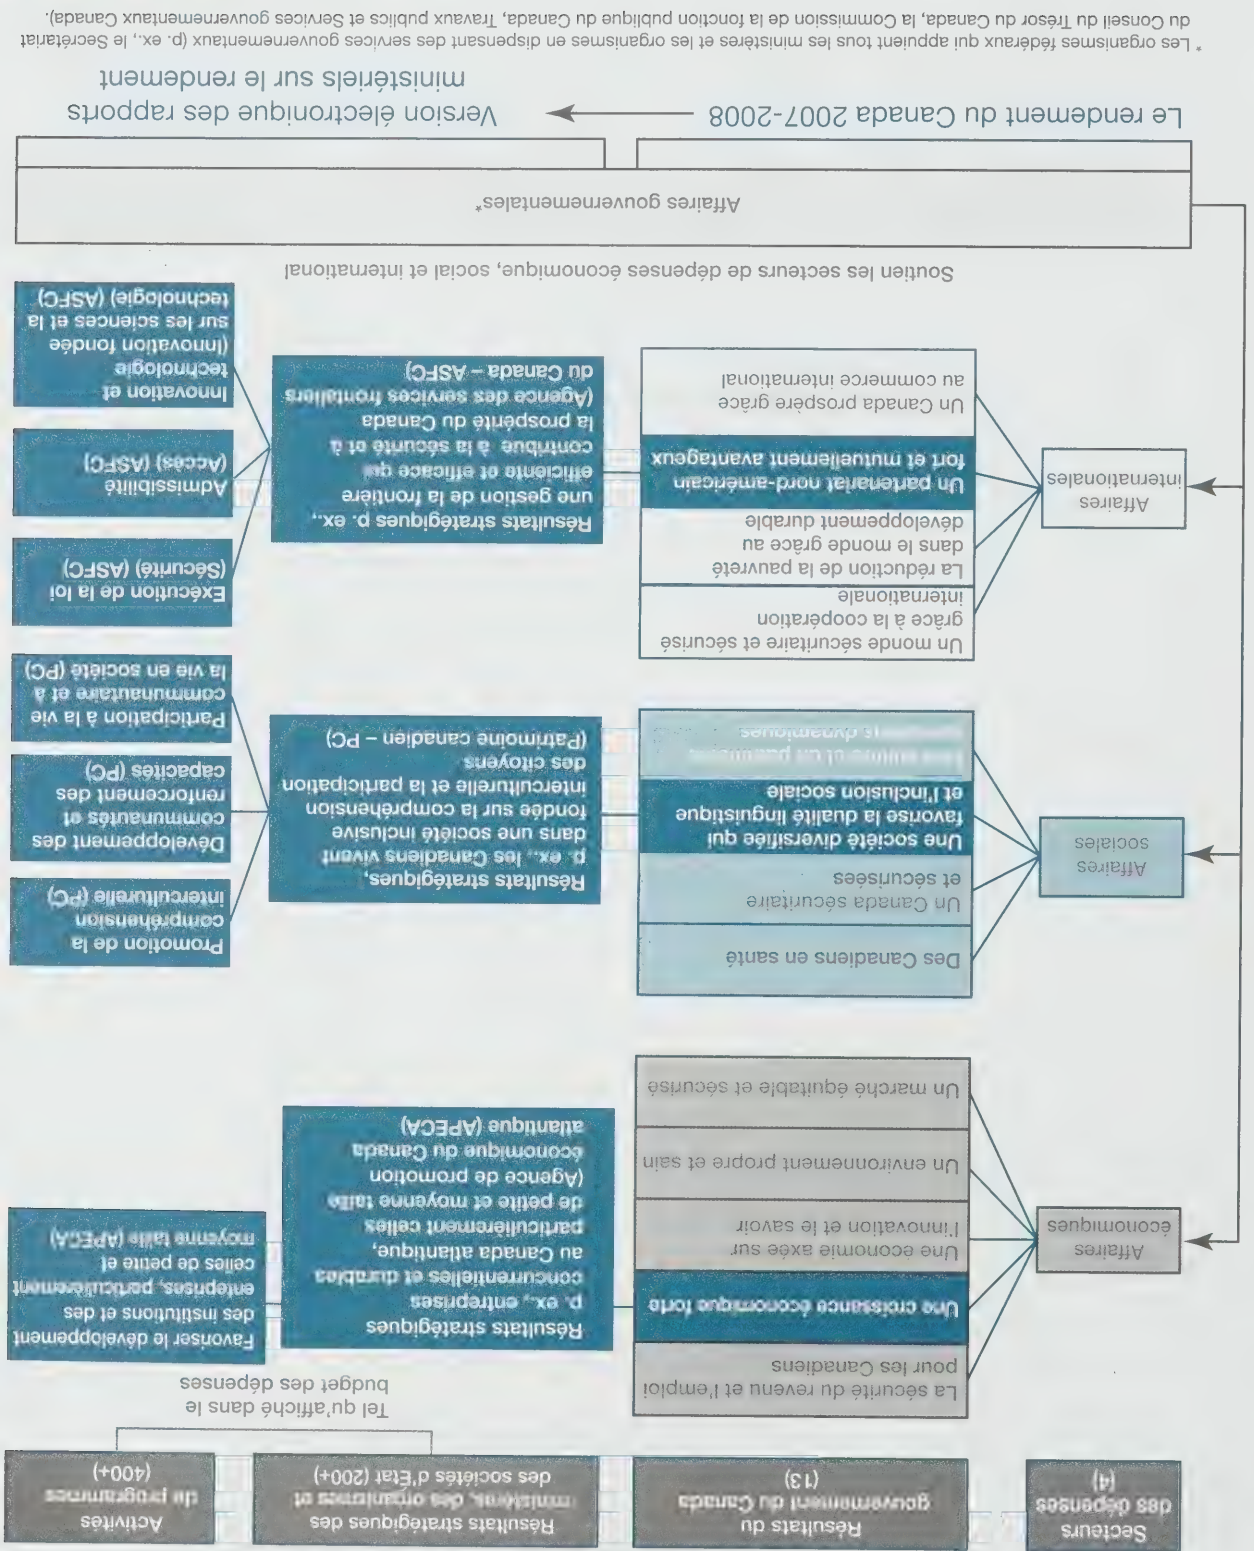 Secteurs
des dépenses
(4)
Résultats du
gouvernement du Canada
(13)
Résultats stratégiques des
ministères, des organismes et
des sociétés d'État (200+)
Activités
de programmes
(400+)
Tel qu'affiché dans le
budget des dépenses
Affaires
économiques
La sécurité du revenu et l'emploi
pour les Canadiens
Une croissance économique forte
Une économie axée sur
l'innovation et le savoir
Un environnement propre et sain
Un marché équitable et sécurisé
Résultats stratégiques
p. ex., entreprises
concurrentielles et durables
au Canada atlantique,
particulièrement celles
de petite et moyenne taille
(Agence de promotion
économique du Canada
atlantique (APECA)
Favoriser le développement
des institutions et des
entreprises, particulièrement
celles de petite et
moyenne taille (APECA)
Affaires
sociales
Des Canadiens en santé
Un Canada sécuritaire
et sécurisées
Une société diversifiée qui
favorise la dualité linguistique
et l'inclusion sociale
Une culture et un patrimoine
dynamiques
Résultats stratégiques,
p. ex., les Canadiens vivent
dans une société inclusive
fondée sur la compréhension
interculturelle et la participation
des citoyens
(Patrimoine canadien – PC)
Promotion de la
compréhension
interculturelle (PC)
Développement des
communautés et
renforcement des
capacités (PC)
Participation à la vie
communautaire et à
la vie en société (PC)
Affaires
internationales
Un monde sécuritaire et sécurisé
grâce à la coopération
internationale
La réduction de la pauvreté
dans le monde grâce au
développement durable
Un partenariat nord-américain
fort et mutuellement avantageux
Un Canada prospère grâce
au commerce international
Résultats stratégiques p. ex.,
une gestion de la frontière
efficiente et efficace qui
contribue à la sécurité et à
la prospérité du Canada
(Agence des services frontaliers
du Canada – ASFC)
Exécution de la loi
(Sécurité) (ASFC)
Admissibilité
(Accès) (ASFC)
Innovation et
technologie
(Innovation fondée
sur les sciences et la
technologie) (ASFC)
Soutien les secteurs de dépenses économique, social et international
Affaires gouvernementales*
Le rendement du Canada 2007-2008
Version électronique des rapports
ministériels sur le rendement
* Les organismes fédéraux qui appuient tous les ministères et les organismes en dispensant des services gouvernementaux (p. ex., le Secrétariat
du Conseil du Trésor du Canada, la Commission de la fonction publique du Canada, Travaux publics et Services gouvernementaux Canada).